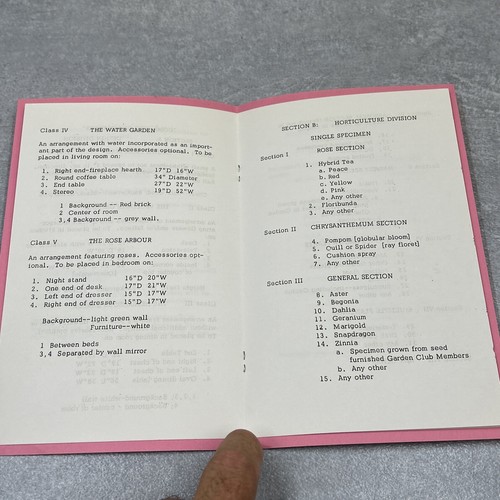 Class IV THE WATER GARDEN
An arrangement with water incorporated as an import-
ant part of the design. Accessories optional. To be
placed in living room on:
1. Right end-fireplace hearth 17"D 16"W
2. Round coffee table 34" Diameter
3. End table 27"D 22"W
4. Stereo 19"D 52"W
1 Background -- Red brick
2 Center of room
3,4 Background -- grey wall.
Class V THE ROSE ARBOUR
An arrangement featuring roses. Accessories opt-
ional. To be placed in bedroom on:
1. Night stand 16"D 20"W
2. One end of desk 17"D 21"W
3. Left end of dresser 15"D 17"W
4. Right end of dresser 15"D 17"W
Background--light green wall
Furniture--white
1 Between beds
3,4 Separated by wall mirror
SECTION B: HORTICULTURE DIVISION
SINGLE SPECIMEN
Section I ROSE SECTION
1. Hybrid Tea
a. Peace
b. Red
c. Yellow
d. Pink
e. Any other
2. Floribunda
3. Any other
Section II CHRYSANTHEMUM SECTION
4. Pompom (globular bloom)
5. Quill or Spider (ray floret)
6. Cushion spray
7. Any other
Section III GENERAL SECTION
8. Aster
9. Begonia
10. Dahlia
11. Geranium
12. Marigold
13. Snapdragon
14. Zinnia
a. Specimen grown from seed
furnished Garden Club Members
b. Any other
15. Any other